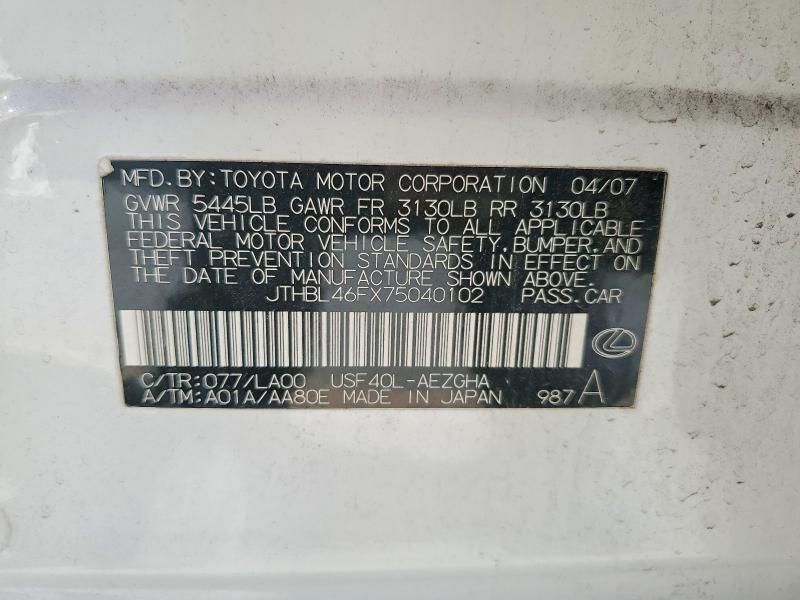 MFD. BY: TOYOTA MOTOR CORPORATION 04/07
GVWR 5445LB GAWR FR 3130LB RR 3130LB
THIS VEHICLE CONFORMS TO ALL APPLICABLE
FEDERAL MOTOR VEHICLE SAFETY, BUMPER, AND
THEFT PREVENTION STANDARDS IN EFFECT ON
THE DATE OF MANUFACTURE SHOWN ABOVE.
JTHBL46FX75040102 PASS. CAR
C/TR: 077/LA00 USF40L-AEZGHA
A/TM: A01A/AA80E MADE IN JAPAN 987 A